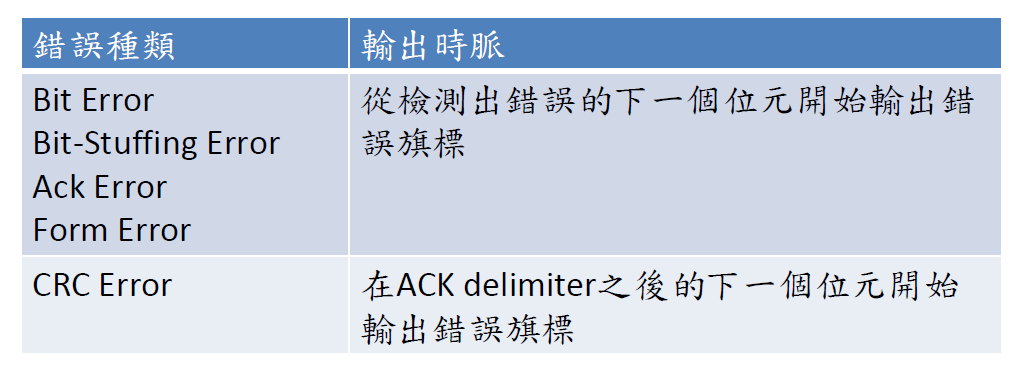 錯誤種類
輸出時脈
Bit Error
Bit-Stuffing Error
Ack Error
Form Error
從檢測出錯誤的下一個位元開始輸出錯
誤旗標
CRC Error
在ACK delimiter之後的下一個位元開始
輸出錯誤旗標